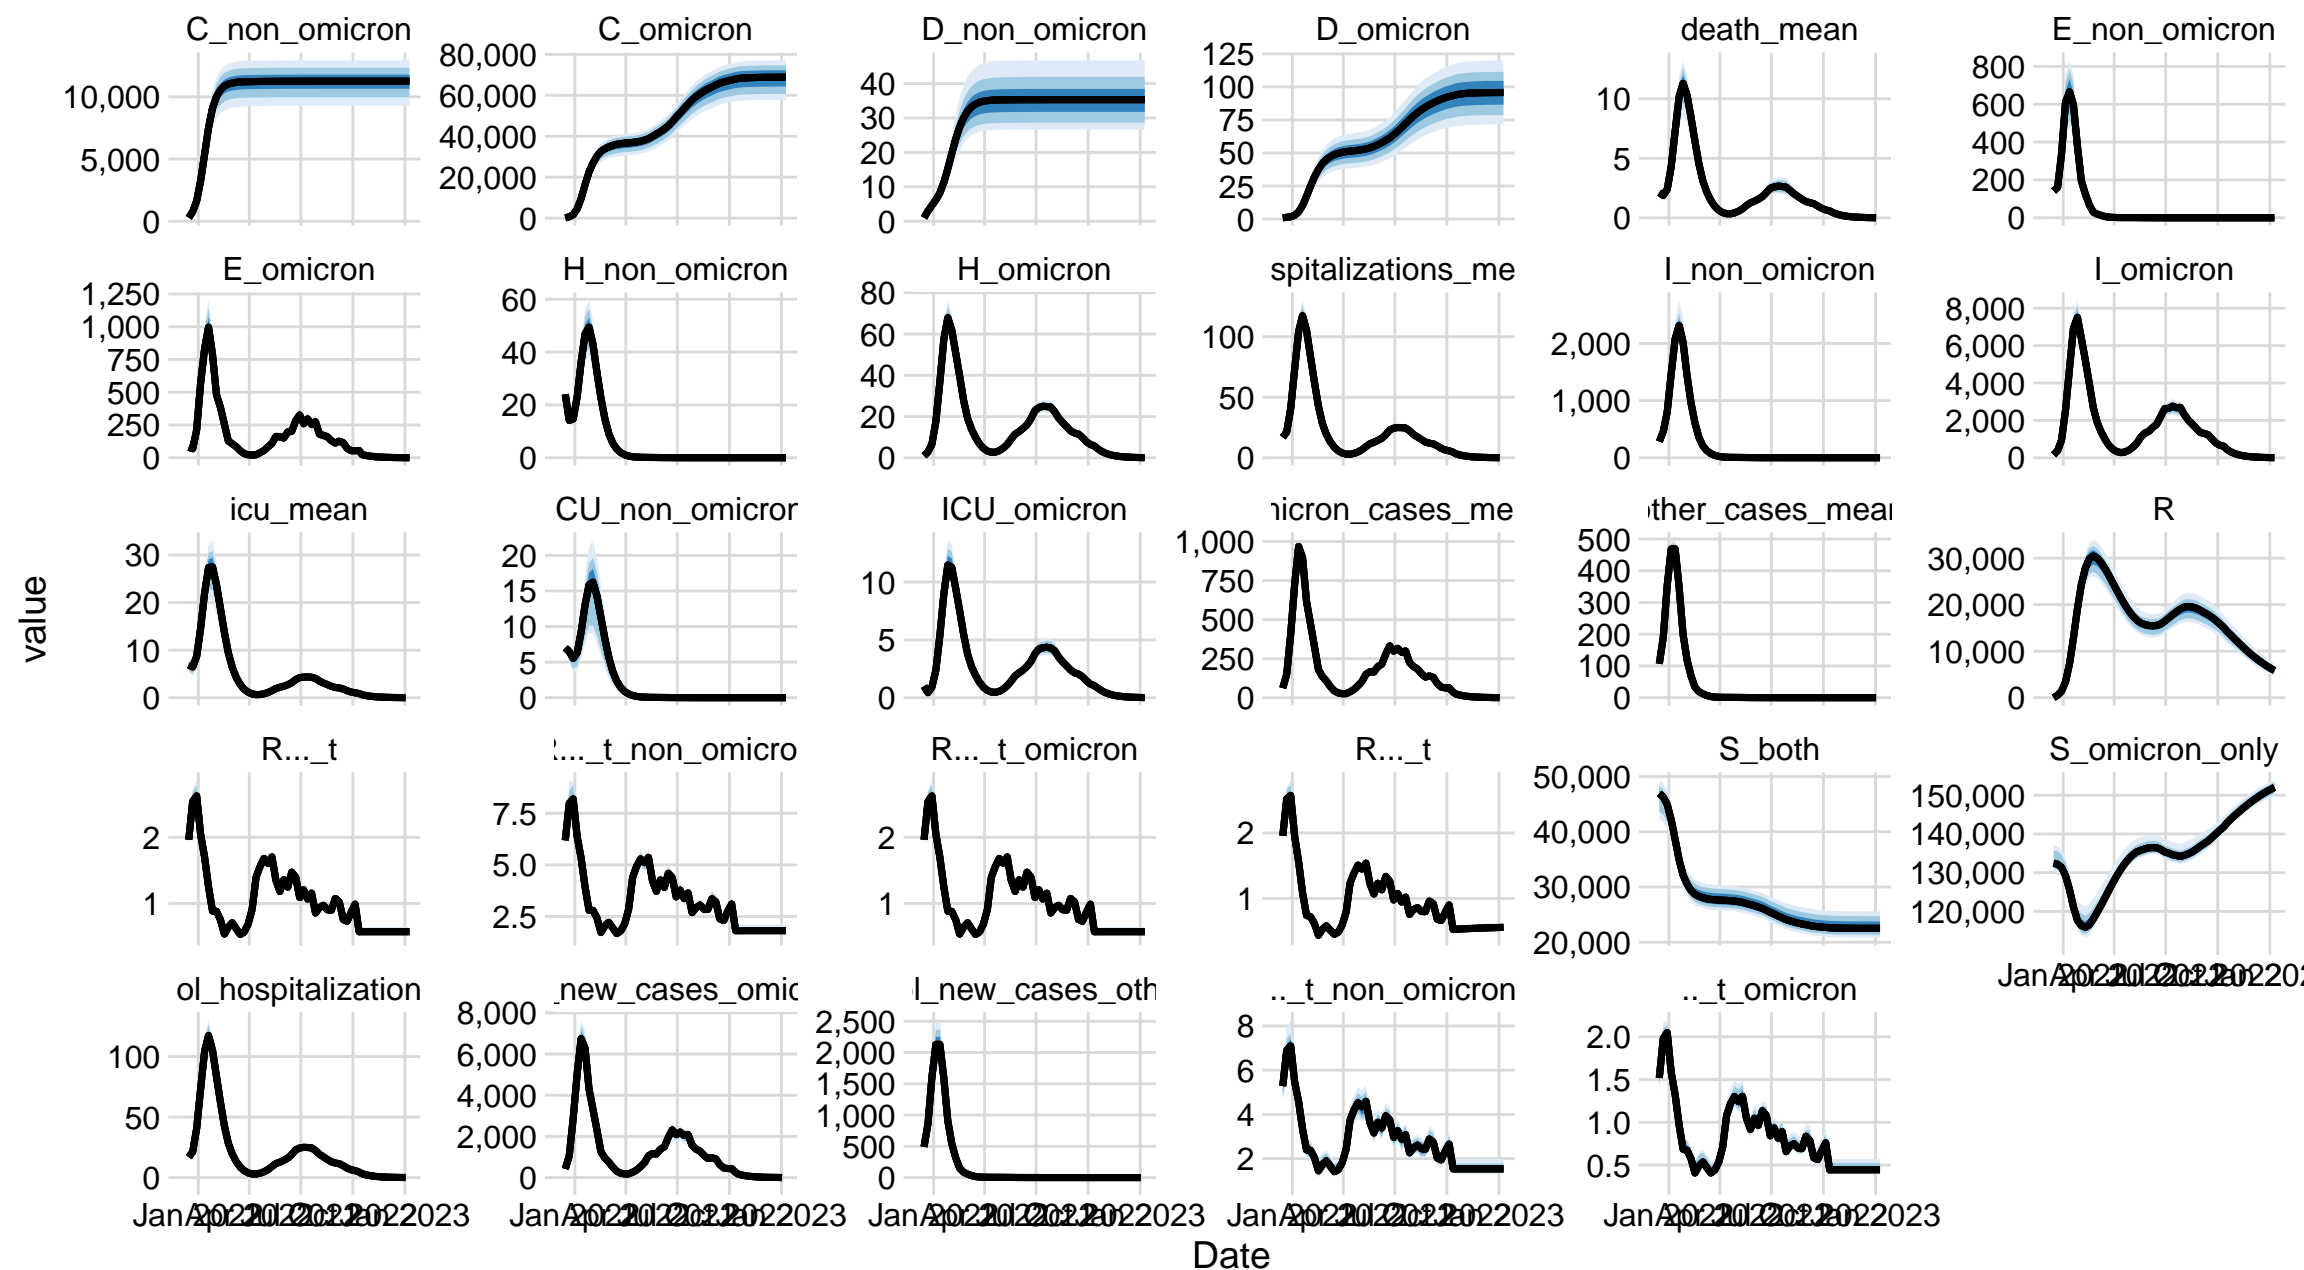 C_non_omicron C_omicron D_non_omicron D_omicron death_mean E_non_omicron
10,000 5,000 0
80,000 60,000 40,000 20,000 0
40 30 20 10 0
125 100 75 50 25 0
10 5 0
800 600 400 200 0
E_omicron H_non_omicron H_omicron spitalizations_me I_non_omicron I_omicron
1,250 1,000 750 500 250 0
60 40 20 0
80 60 40 20 0
100 50 0
2,000 1,000 0
8,000 6,000 4,000 2,000 0
icu_mean CU_non_omicron ICU_omicron nicron_cases_me other_cases_mean R
30 20 10 0
20 15 10 5 0
10 5 0
1,000 750 500 250 0
500 400 300 200 100 0
30,000 20,000 10,000 0
value
R..._t R..._t_non_omicro R..._t_omicron R..._t S_both S_omicron_only
2 1
7.5 5.0 2.5
2 1
2 1
50,000 40,000 30,000 20,000
150,000 140,000 130,000 120,000
ol_hospitalization _new_cases_omic l_new_cases_oth .._t_non_omicron .._t_omicron
100 50 0
8,000 6,000 4,000 2,000 0
2,500 2,000 1,500 1,000 500 0
8 6 4 2
2.0 1.5 1.0 0.5
Date